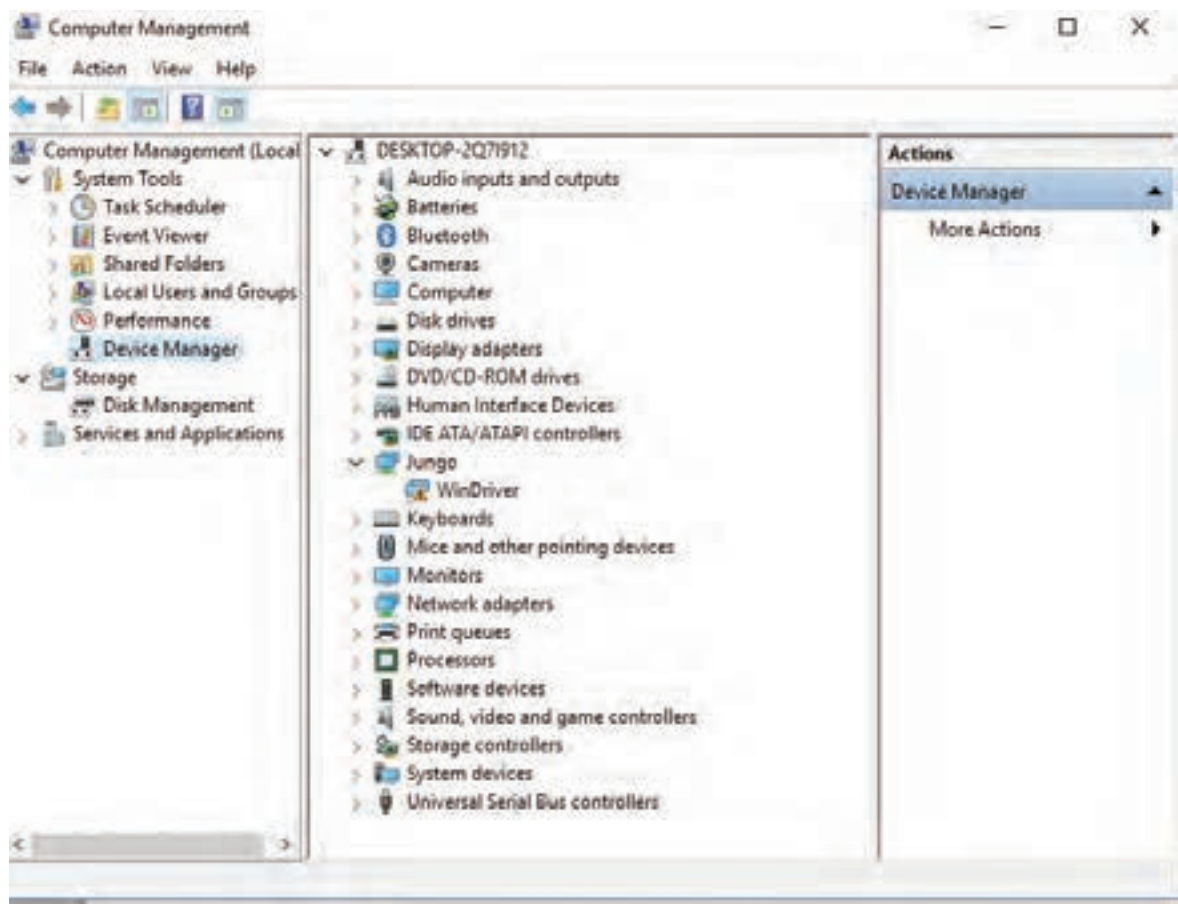 Computer Management
File Action View Help
Computer Management (Local
System Tools
Task Scheduler
Event Viewer
Shared Folders
Local Users and Groups
Performance
Device Manager
Storage
Disk Management
Services and Applications
DESKTOP-2Q7I912
Audio inputs and outputs
Batteries
Bluetooth
Cameras
Computer
Disk drives
Display adapters
DVD/CD-ROM drives
Human Interface Devices
IDE ATA/ATAPI controllers
Jungo
WinDriver
Keyboards
Mice and other pointing devices
Monitors
Network adapters
Print queues
Processors
Software devices
Sound, video and game controllers
Storage controllers
System devices
Universal Serial Bus controllers
Actions
Device Manager
More Actions